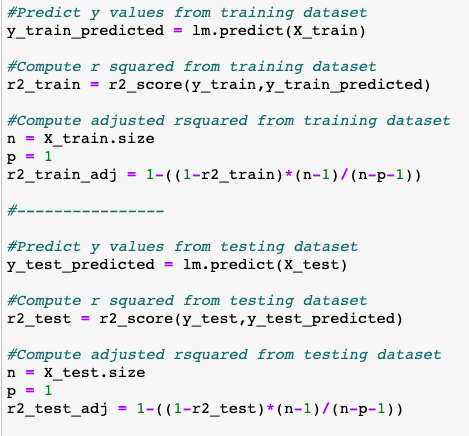 #Predict y values from training dataset
y_train_predicted = lm.predict(X_train)
#Compute r squared from training dataset
r2_train = r2_score(y_train,y_train_predicted)
#Compute adjusted rsquared from training dataset
n = X_train.size
p = 1
r2_train_adj = 1-((1-r2_train)*(n-1)/(n-p-1))
#----------------
#Predict y values from testing dataset
y_test_predicted = lm.predict(X_test)
#Compute r squared from testing dataset
r2_test = r2_score(y_test,y_test_predicted)
#Compute adjusted rsquared from testing dataset
n = X_test.size
p = 1
r2_test_adj = 1-((1-r2_test)*(n-1)/(n-p-1))